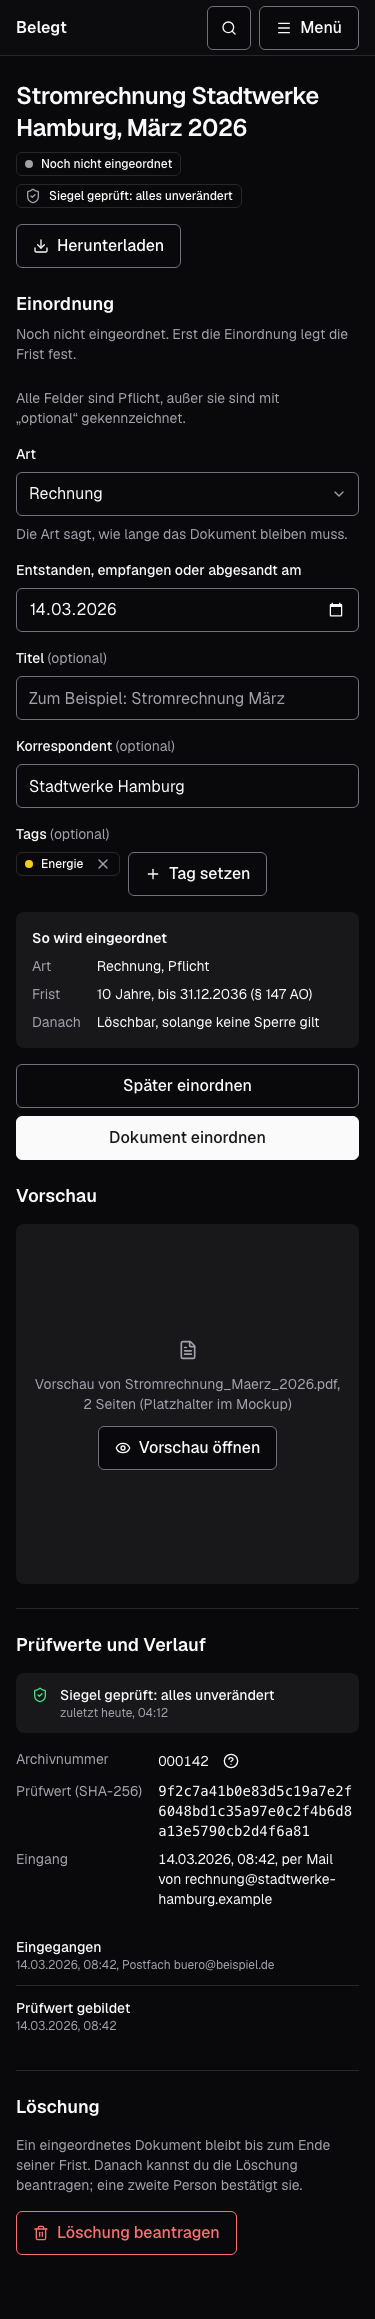 Belegt
Menü
Stromrechnung Stadtwerke
Hamburg, März 2026
Noch nicht eingeordnet
Siegel geprüft: alles unverändert
Herunterladen
Einordnung
Noch nicht eingeordnet. Erst die Einordnung legt die
Frist fest.
Alle Felder sind Pflicht, außer sie sind mit
„optional“ gekennzeichnet.
Art
Rechnung
Die Art sagt, wie lange das Dokument bleiben muss.
Entstanden, empfangen oder abgesandt am
14.03.2026
Titel (optional)
Zum Beispiel: Stromrechnung März
Korrespondent (optional)
Stadtwerke Hamburg
Tags (optional)
Energie
Tag setzen
So wird eingeordnet
Art Rechnung, Pflicht
Frist 10 Jahre, bis 31.12.2036 (§ 147 AO)
Danach Löschbar, solange keine Sperre gilt
Später einordnen
Dokument einordnen
Vorschau
Vorschau von Stromrechnung_Maerz_2026.pdf,
2 Seiten (Platzhalter im Mockup)
Vorschau öffnen
Prüfwerte und Verlauf
Siegel geprüft: alles unverändert
zuletzt heute, 04:12
Archivnummer 000142
Prüfwert (SHA-256) 9f2c7a41b0e83d5c19a7e2f
6048bd1c35a97e0c2f4b6d8
a13e5790cb2d4f6a81
Eingang 14.03.2026, 08:42, per Mail
von rechnung@stadtwerke-
hamburg.example
Eingegangen
14.03.2026, 08:42, Postfach buero@beispiel.de
Prüfwert gebildet
14.03.2026, 08:42
Löschung
Ein eingeordnetes Dokument bleibt bis zum Ende
seiner Frist. Danach kannst du die Löschung
beantragen; eine zweite Person bestätigt sie.
Löschung beantragen